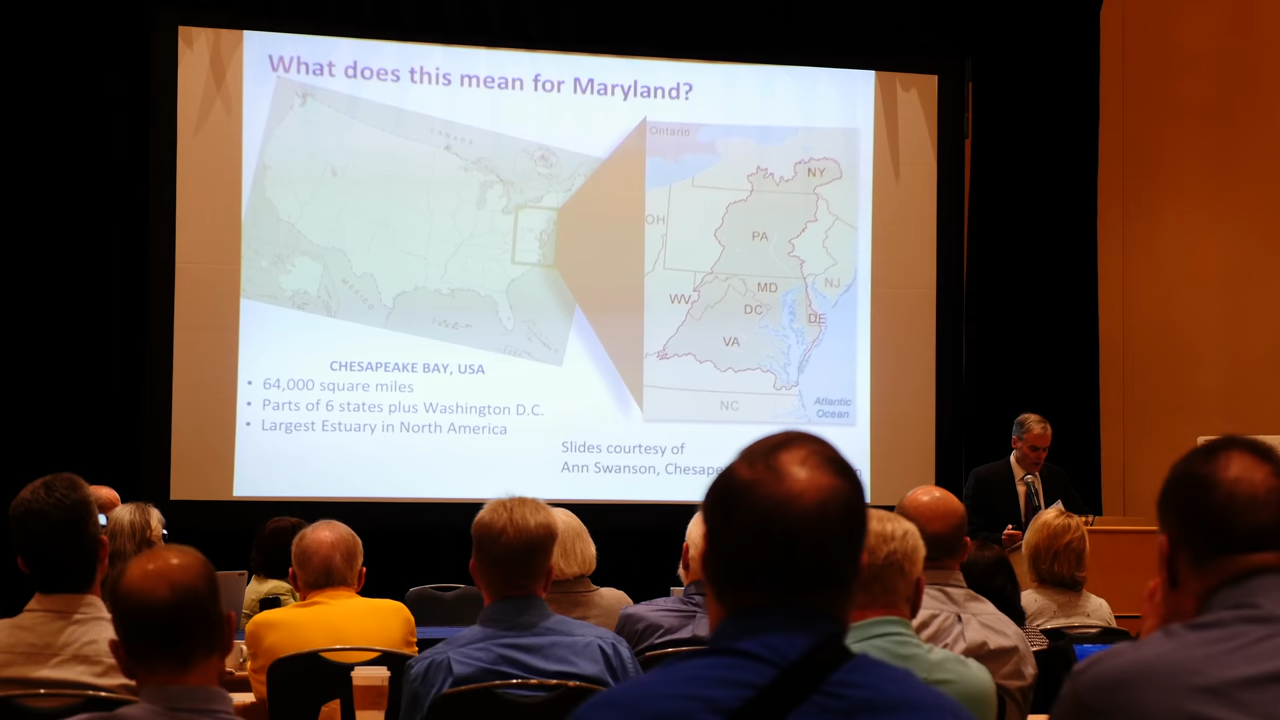 What does this mean for Maryland?
CANADA
MEXICO
Ontario
NY
OH
PA
NJ
MD
WV
DC
DE
VA
NC
Atlantic
Ocean
CHESAPEAKE BAY, USA
• 64,000 square miles
• Parts of 6 states plus Washington D.C.
• Largest Estuary in North America
Slides courtesy of
Ann Swanson,